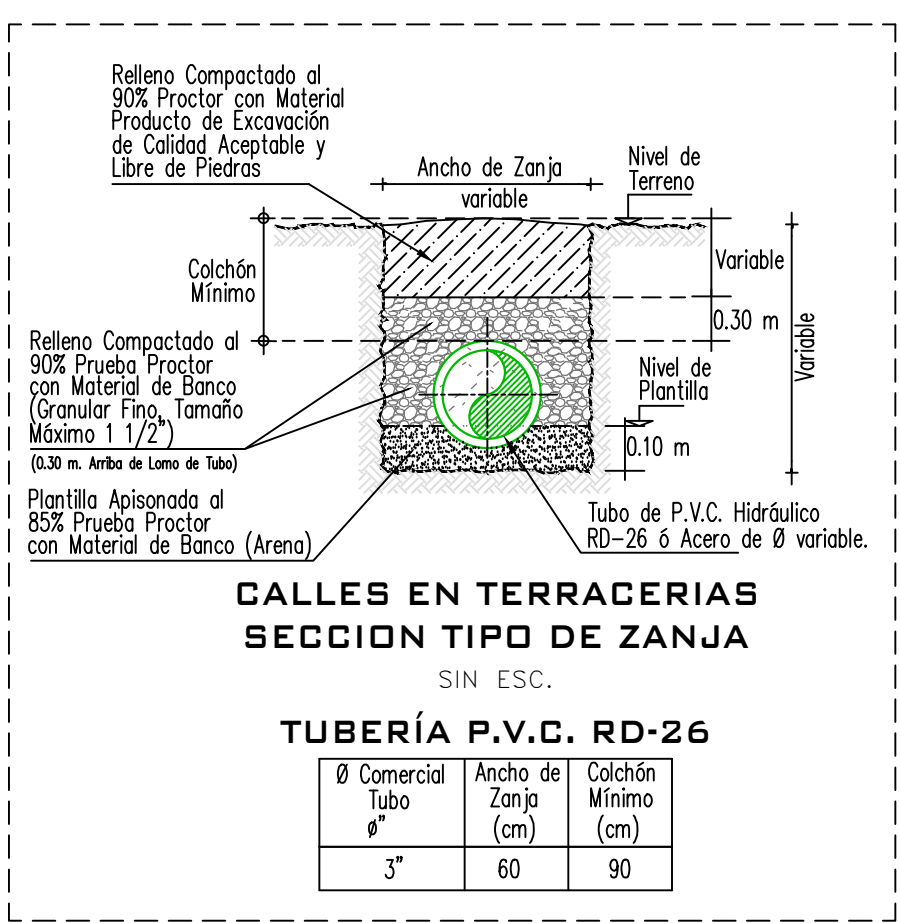 Relleno Compactado al
90% Proctor con Material
Producto de Excavación
de Calidad Aceptable y
Libre de Piedras
Ancho de Zanja
variable
Nivel de
Terreno
Colchón
Mínimo
Variable
0.30 m
Variable
Relleno Compactado al
90% Prueba Proctor
con Material de Banco
(Granular Fino, Tamaño
Máximo 1 1/2")
(0.30 m. Arriba de Lomo de Tubo)
Nivel de
Plantilla
0.10 m
Plantilla Apisonada al
85% Prueba Proctor
con Material de Banco (Arena)
Tubo de P.V.C. Hidráulico
RD-26 ó Acero de Ø variable.
CALLES EN TERRACERIAS
SECCION TIPO DE ZANJA
SIN ESC.
TUBERÍA P.V.C. RD-26
Ø Comercial
Tubo
ø"
Ancho de
Zanja
(cm)
Colchón
Mínimo
(cm)
3"
60
90